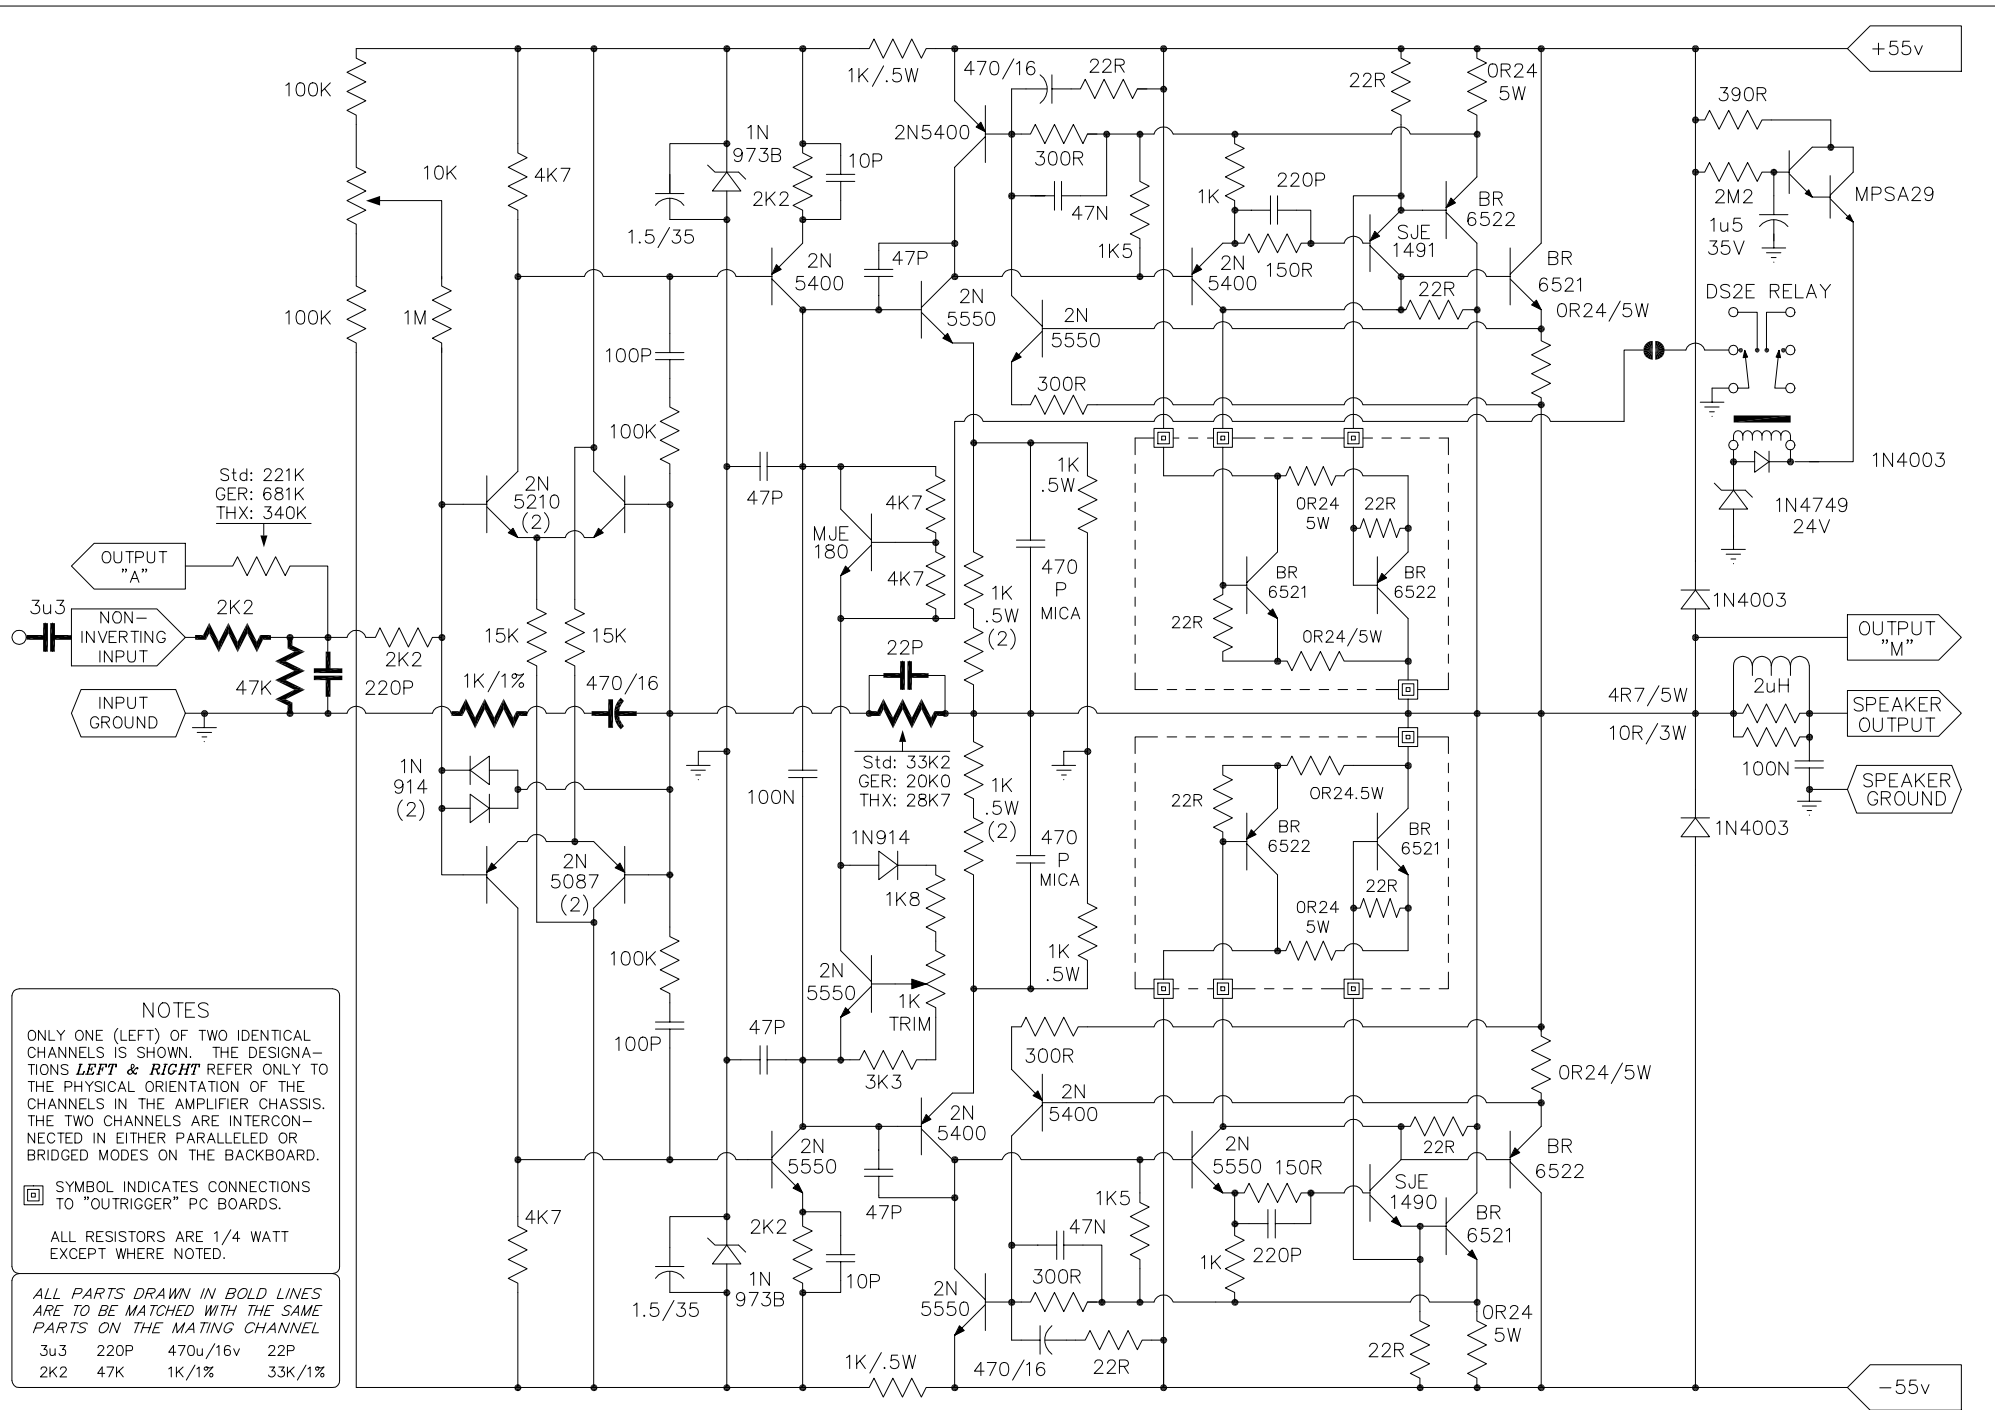 +55v
100K
1K/.5W
470/16
22R
22R
0R24
5W
390R
1N
973B
2N5400
10K
4K7
10P
300R
220P
BR
6522
2M2
MPSA29
2K2
47N
1K
1u5
35V
1.5/35
47P
1K5
SJE
1491
2N
5400
2N
5400
150R
BR
6521
100K
1M
2N
5550
2N
5550
22R
DS2E RELAY
0R24/5W
100P
300R
100K
1K
.5W
1N4003
Std: 221K
GER: 681K
THX: 340K
2N
5210
(2)
47P
4K7
0R24
5W
22R
1N4749
24V
MJE
180
OUTPUT
"A"
4K7
470
P
MICA
BR
6521
BR
6522
3u3
NON-
INVERTING
INPUT
2K2
1K
.5W
(2)
1N4003
15K
15K
22R
0R24/5W
OUTPUT
"M"
2K2
22P
47K
220P
1K/1%
470/16
4R7/5W
2uH
INPUT
GROUND
SPEAKER
OUTPUT
10R/3W
1N
914
(2)
100N
Std: 33K2
GER: 20K0
THX: 28K7
1K
.5W
(2)
22R
0R24.5W
100N
SPEAKER
GROUND
1N914
470
P
MICA
BR
6522
BR
6521
1N4003
2N
5087
(2)
1K8
0R24
5W
22R
100K
2N
5550
1K
TRIM
1K
.5W
NOTES
ONLY ONE (LEFT) OF TWO IDENTICAL
CHANNELS IS SHOWN. THE DESIGNA-
TIONS LEFT & RIGHT REFER ONLY TO
THE PHYSICAL ORIENTATION OF THE
CHANNELS IN THE AMPLIFIER CHASSIS.
THE TWO CHANNELS ARE INTERCON-
NECTED IN EITHER PARALLELED OR
BRIDGED MODES ON THE BACKBOARD.
SYMBOL INDICATES CONNECTIONS
TO "OUTRIGGER" PC BOARDS.
ALL RESISTORS ARE 1/4 WATT
EXCEPT WHERE NOTED.
100P
47P
3K3
300R
0R24/5W
2N
5400
2N
5400
2N
5550
2N
5550
150R
22R
BR
6522
4K7
2K2
47P
1K5
SJE
1490
47N
220P
BR
6521
1K
1.5/35
1N
973B
10P
2N
5550
300R
0R24
5W
ALL PARTS DRAWN IN BOLD LINES
ARE TO BE MATCHED WITH THE SAME
PARTS ON THE MATING CHANNEL
3u3 220P 470u/16v 22P
2K2 47K 1K/1% 33K/1%
1K/.5W
470/16
22R
22R
-55v